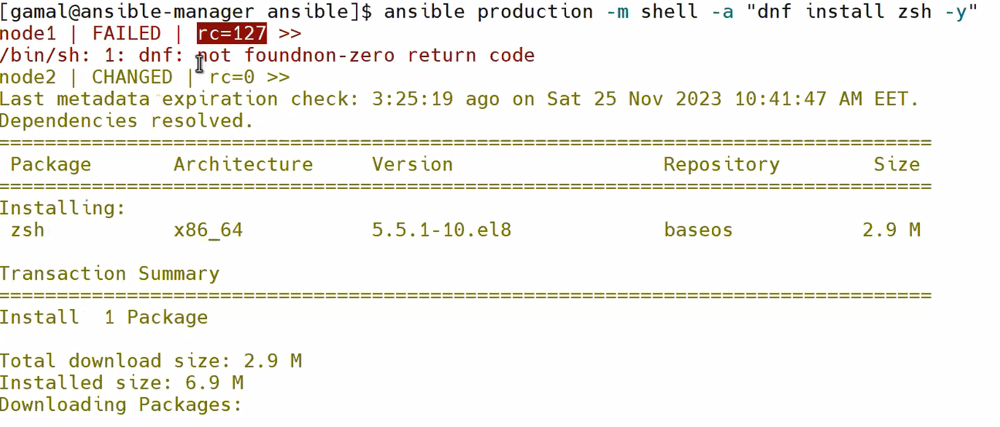 [gamal@ansible-manager ansible]$ ansible production -m shell -a "dnf install zsh -y"
node1 | FAILED | rc=127 >>
/bin/sh: 1: dnf: not foundnon-zero return code
node2 | CHANGED | rc=0 >>
Last metadata expiration check: 3:25:19 ago on Sat 25 Nov 2023 10:41:47 AM EET.
Dependencies resolved.
================================================================================
Package Architecture Version Repository Size
================================================================================
Installing:
zsh x86_64 5.5.1-10.el8 baseos 2.9 M
Transaction Summary
================================================================================
Install 1 Package
Total download size: 2.9 M
Installed size: 6.9 M
Downloading Packages: